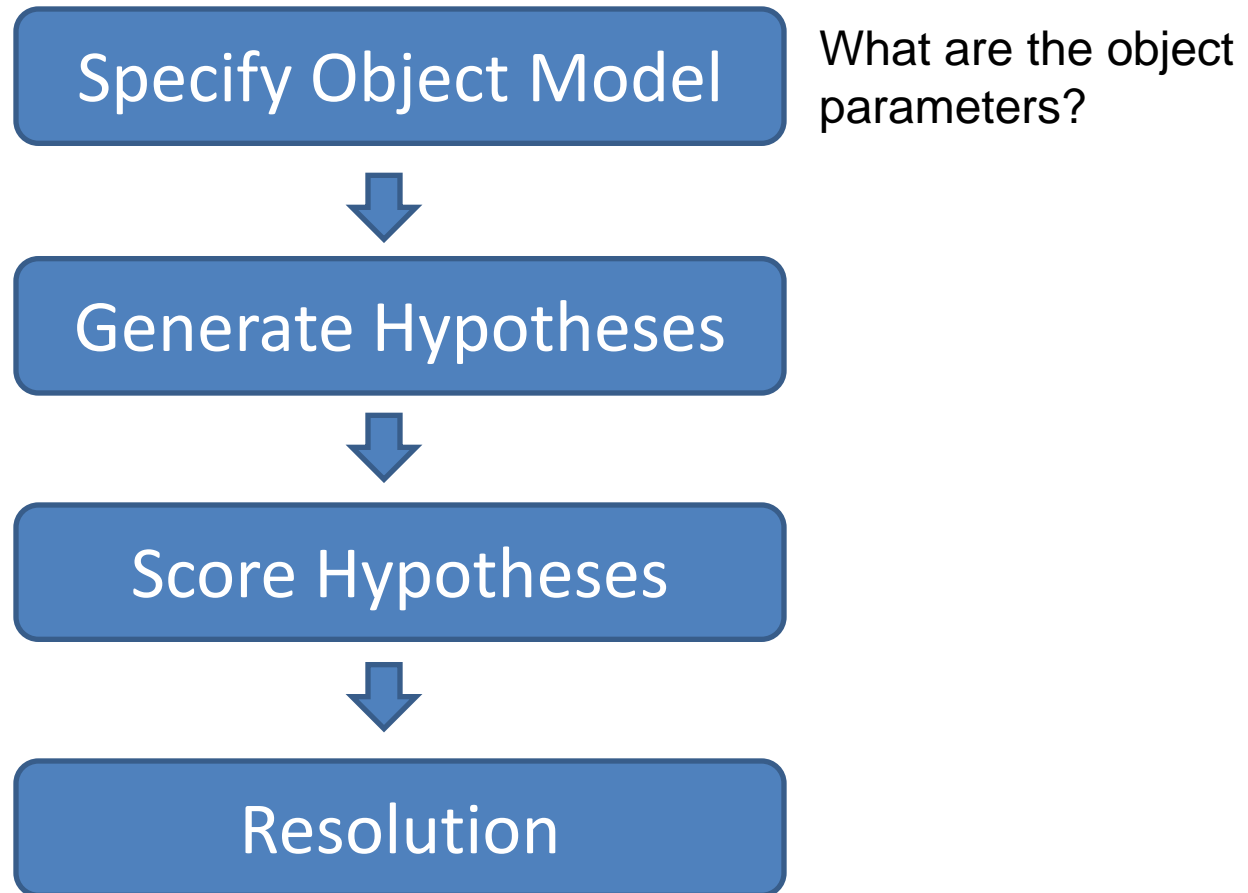 Specify Object Model
What are the object
parameters?
Generate Hypotheses
Score Hypotheses
Resolution